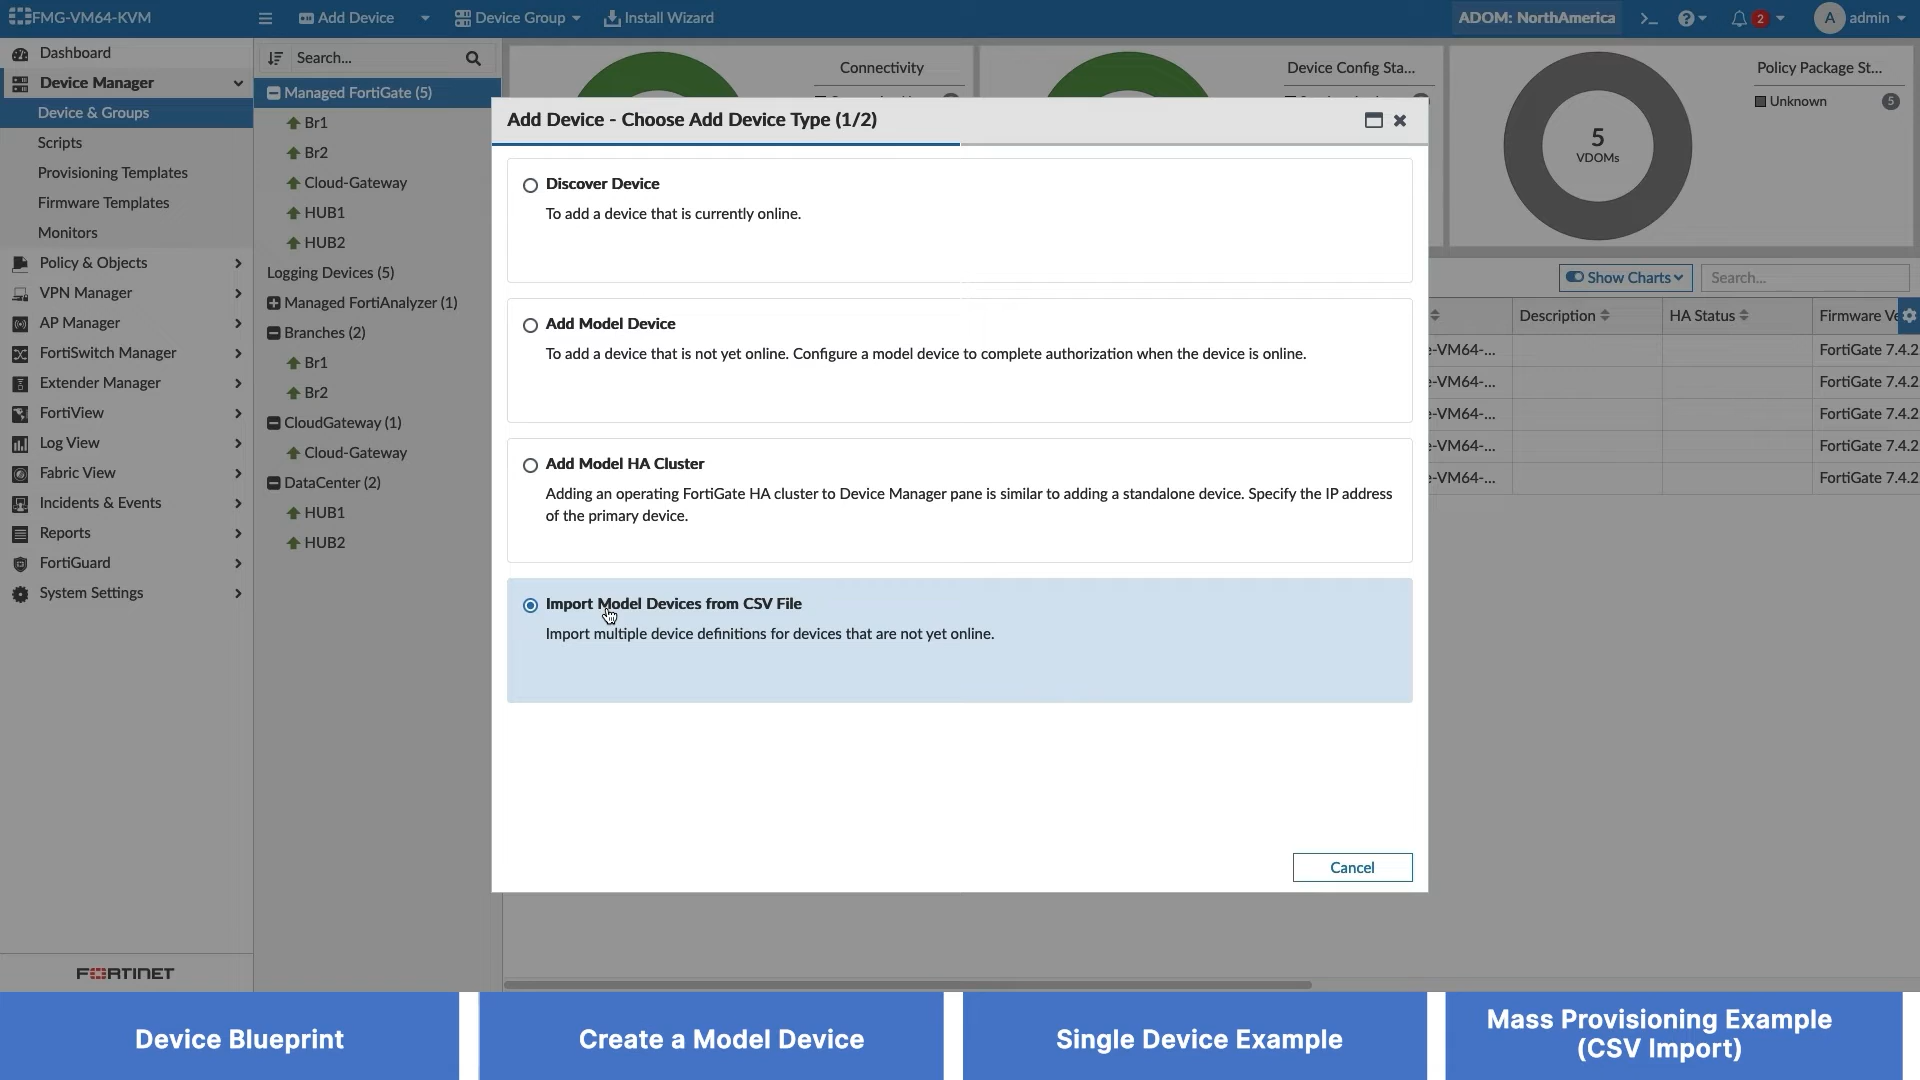 FMG-VM64-KVM
Add Device
Device Group
Install Wizard
ADOM: NorthAmerica
2
A
admin
Dashboard
Device Manager
Device & Groups
Scripts
Provisioning Templates
Firmware Templates
Monitors
Policy & Objects
VPN Manager
AP Manager
FortiSwitch Manager
Extender Manager
FortiView
Log View
Fabric View
Incidents & Events
Reports
FortiGuard
System Settings
FORTINET
Search...
Managed FortiGate (5)
Br1
Br2
Cloud-Gateway
HUB1
HUB2
Logging Devices (5)
Managed FortiAnalyzer (1)
Branches (2)
Br1
Br2
CloudGateway (1)
Cloud-Gateway
DataCenter (2)
HUB1
HUB2
Connectivity
Device Config Sta...
Policy Package St...
Unknown
5
5
VDOMs
Show Charts
Search...
Description
HA Status
Firmware Ve
e-VM64-...
FortiGate 7.4.2
e-VM64-...
FortiGate 7.4.2
e-VM64-...
FortiGate 7.4.2
e-VM64-...
FortiGate 7.4.2
e-VM64-...
FortiGate 7.4.2
Add Device - Choose Add Device Type (1/2)
Discover Device
To add a device that is currently online.
Add Model Device
To add a device that is not yet online. Configure a model device to complete authorization when the device is online.
Add Model HA Cluster
Adding an operating FortiGate HA cluster to Device Manager pane is similar to adding a standalone device. Specify the IP address
of the primary device.
Import Model Devices from CSV File
Import multiple device definitions for devices that are not yet online.
Cancel
Device Blueprint
Create a Model Device
Single Device Example
Mass Provisioning Example
(CSV Import)